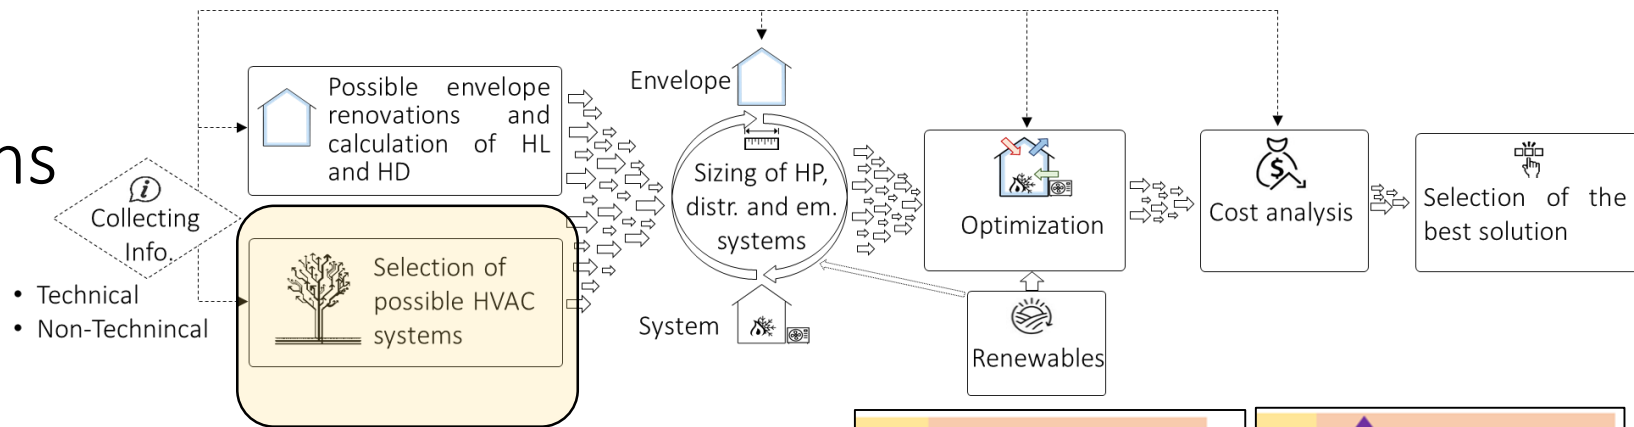 ns
Collecting
Info.
• Technical
• Non-Technincal
Possible envelope
renovations and
calculation of HL
and HD
Selection of
possible HVAC
systems
Envelope
Sizing of HP,
distr. and em.
systems
System
Optimization
Renewables
Cost analysis
Selection of the
best solution